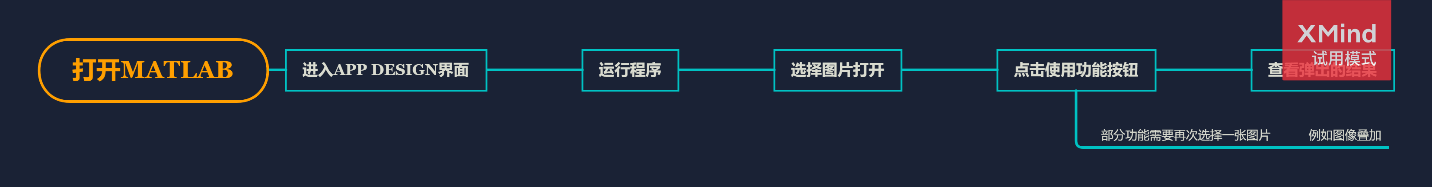 打开MATLAB
进入APP DESIGN界面
运行程序
选择图片打开
点击使用功能按钮
查看弹出的结果
XMind
试用模式
部分功能需要再次选择一张图片
例如图像叠加